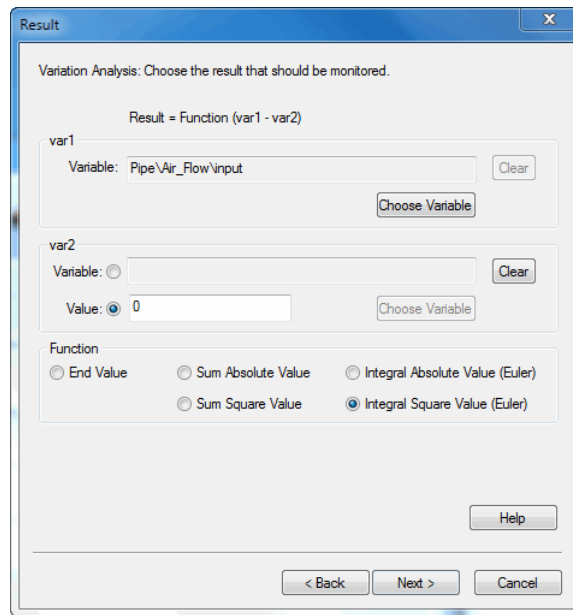 Result
Variation Analysis: Choose the result that should be monitored.
Result = Function (var1 - var2)
var1
Variable: Pipe\Air_Flow\input Clear
Choose Variable
var2
Variable: Clear
Value: 0 Choose Variable
Function
End Value Sum Absolute Value Integral Absolute Value (Euler)
Sum Square Value Integral Square Value (Euler)
Help
< Back Next > Cancel